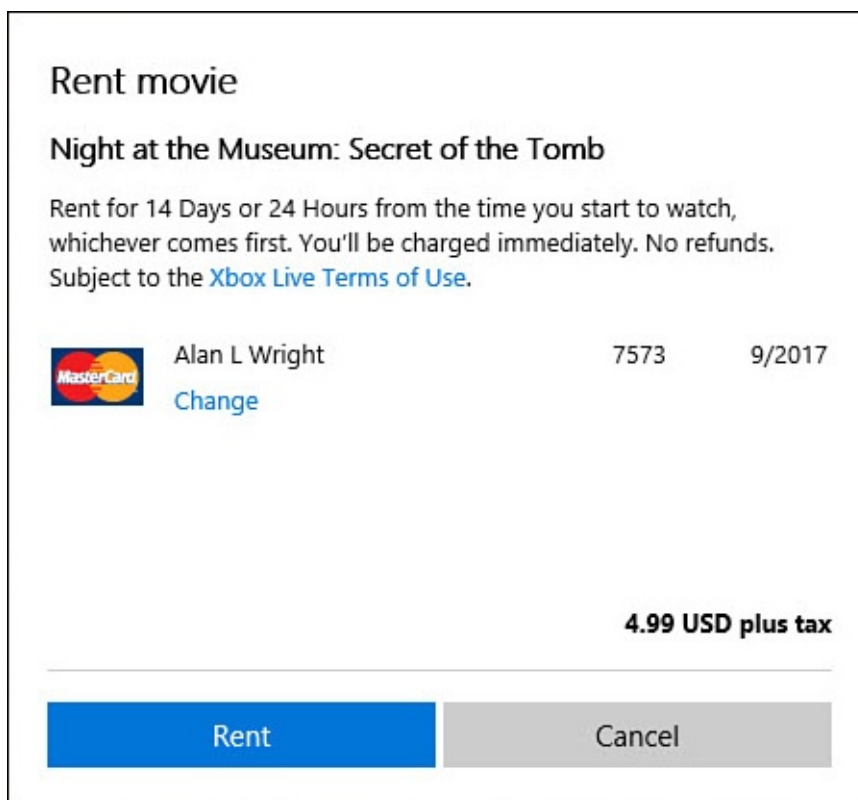 Rent movie
Night at the Museum: Secret of the Tomb
Rent for 14 Days or 24 Hours from the time you start to watch,
whichever comes first. You'll be charged immediately. No refunds.
Subject to the Xbox Live Terms of Use.
MasterCard Alan L Wright 7573 9/2017
Change
4.99 USD plus tax
Rent Cancel